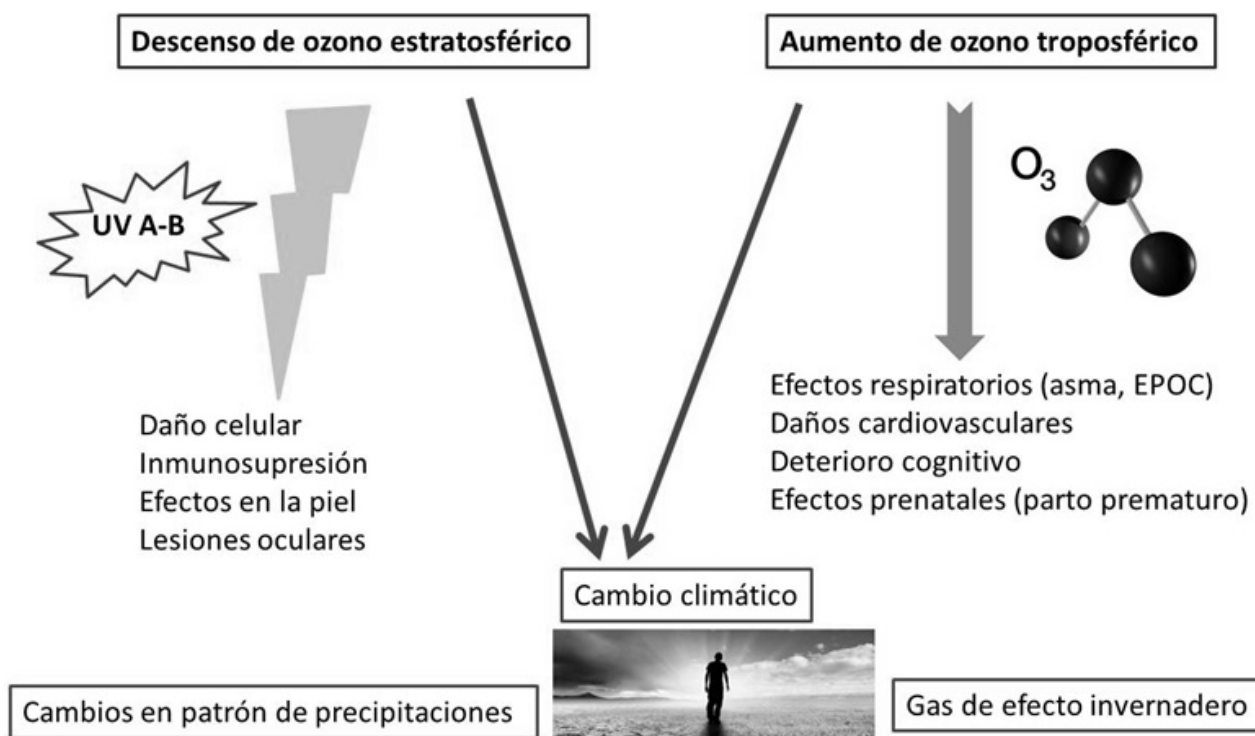 Descenso de ozono estratosférico
Aumento de ozono troposférico
UV A-B
O3
Daño celular
Inmunosupresión
Efectos en la piel
Lesiones oculares
Efectos respiratorios (asma, EPOC)
Daños cardiovasculares
Deterioro cognitivo
Efectos prenatales (parto prematuro)
Cambio climático
Cambios en patrón de precipitaciones
Gas de efecto invernadero